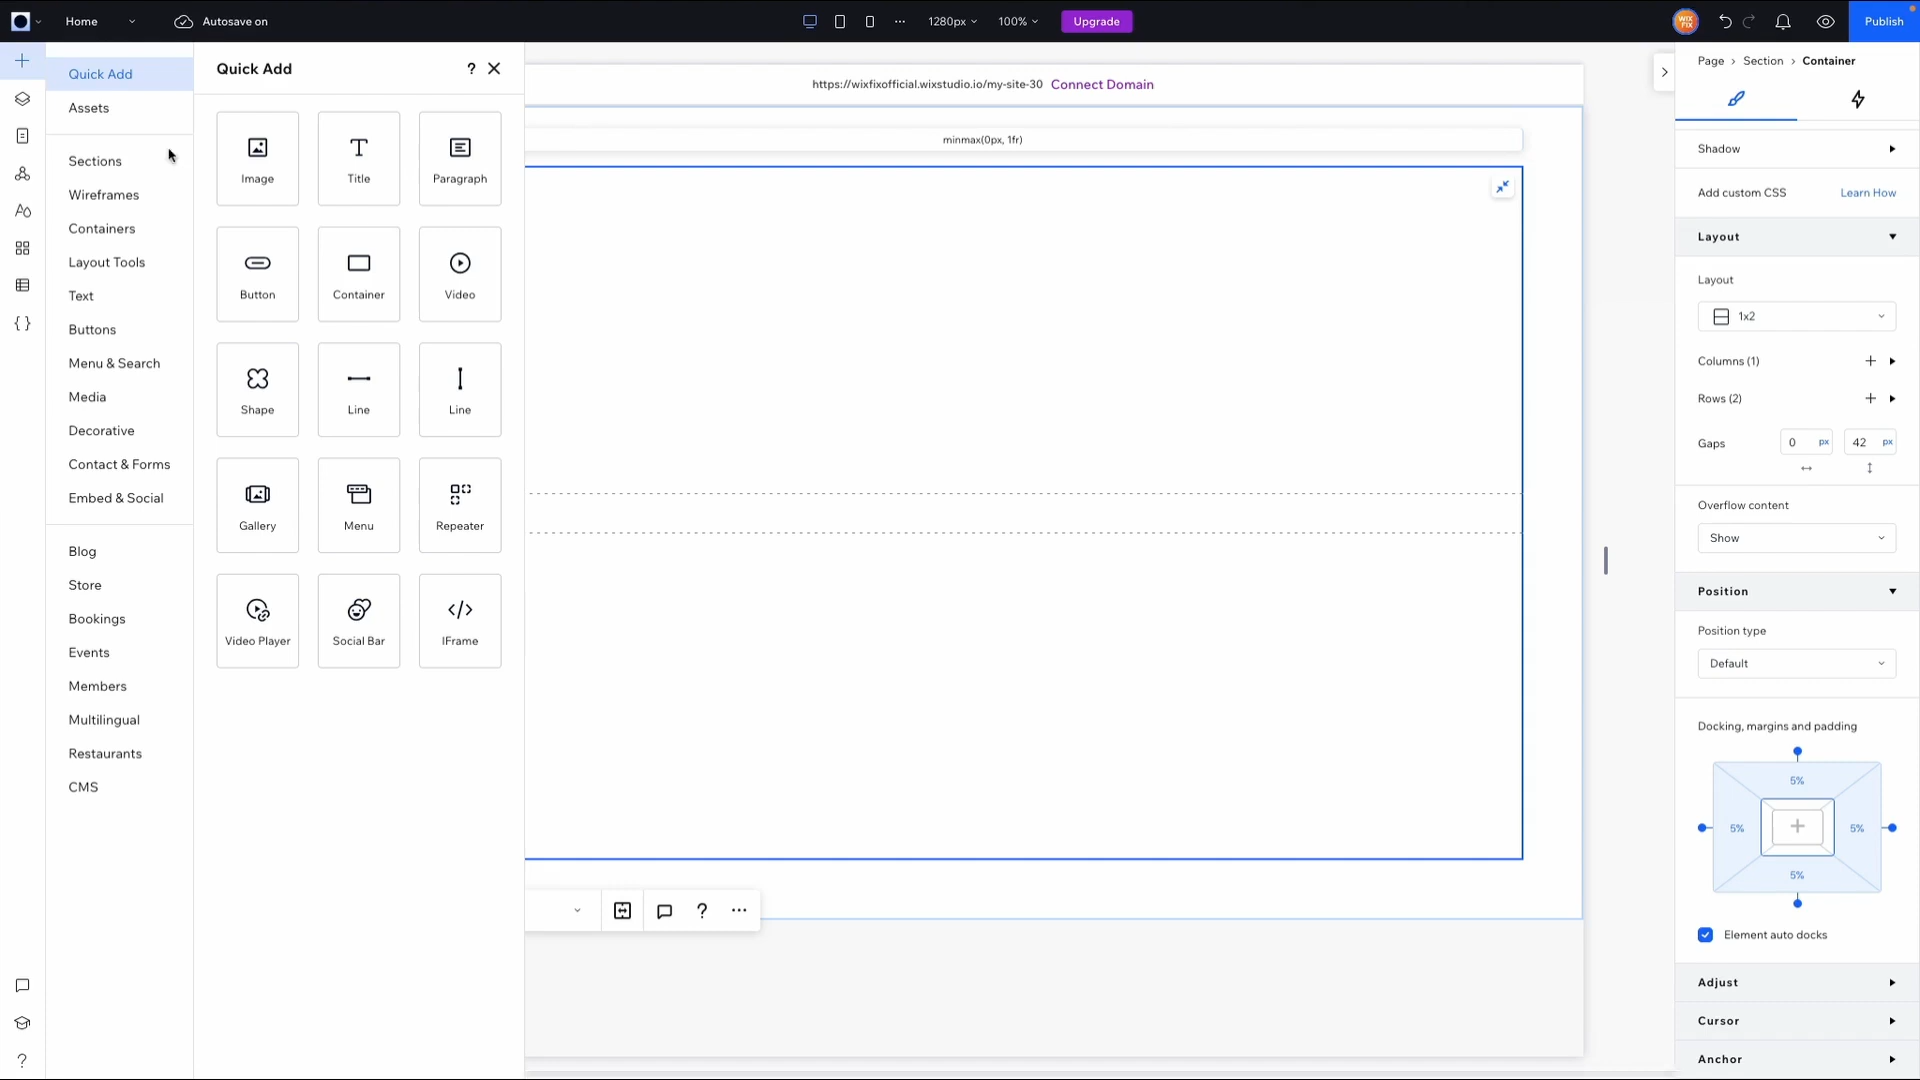 Home
Autosave on
1280px
100%
Upgrade
WIX
FIX
Publish
Quick Add
Assets
Sections
Wireframes
Containers
Layout Tools
Text
Buttons
Menu & Search
Media
Decorative
Contact & Forms
Embed & Social
Blog
Store
Bookings
Events
Members
Multilingual
Restaurants
CMS
Quick Add
?
Image
Title
Paragraph
Button
Container
Video
Shape
Line
Line
Gallery
Menu
Repeater
Video Player
Social Bar
IFrame
https://wixfixofficial.wixstudio.io/my-site-30 Connect Domain
minmax(0px, 1fr)
Page > Section > Container
Shadow
Add custom CSS Learn How
Layout
Layout
1x2
Columns (1)
Rows (2)
Gaps 0 px 42 px
Overflow content
Show
Position
Position type
Default
Docking, margins and padding
5%
5% 5%
5%
Element auto docks
Adjust
Cursor
Anchor